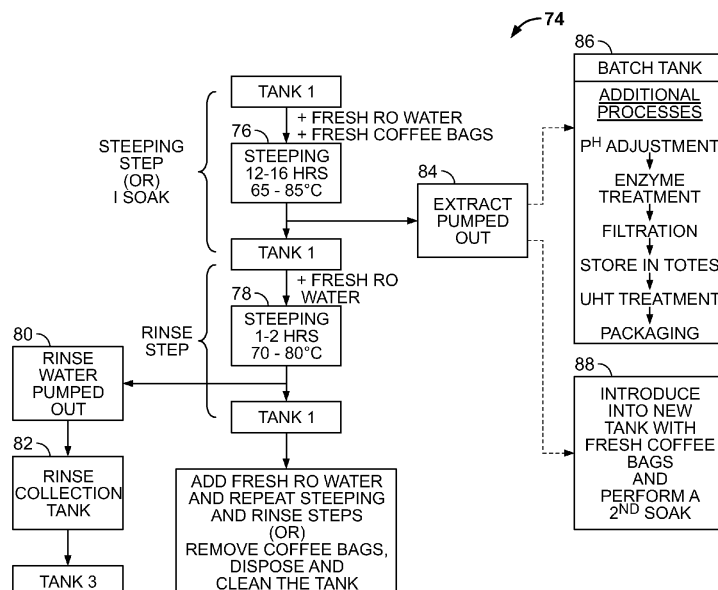 74
TANK 1
+ FRESH RO WATER
+ FRESH COFFEE BAGS
STEEPING
STEP
(OR)
I SOAK
76
STEEPING
12-16 HRS
65 - 85°C
84
EXTRACT
PUMPED
OUT
TANK 1
+ FRESH RO
WATER
RINSE
STEP
78
STEEPING
1-2 HRS
70 - 80°C
80
RINSE
WATER
PUMPED
OUT
TANK 1
82
RINSE
COLLECTION
TANK
TANK 3
ADD FRESH RO WATER
AND REPEAT STEEPING
AND RINSE STEPS
(OR)
REMOVE COFFEE BAGS,
DISPOSE AND
CLEAN THE TANK
86
BATCH TANK
ADDITIONAL
PROCESSES
PH ADJUSTMENT
ENZYME
TREATMENT
FILTRATION
STORE IN TOTES
UHT TREATMENT
PACKAGING
88
INTRODUCE
INTO NEW
TANK WITH
FRESH COFFEE
BAGS
AND
PERFORM A
2ND SOAK